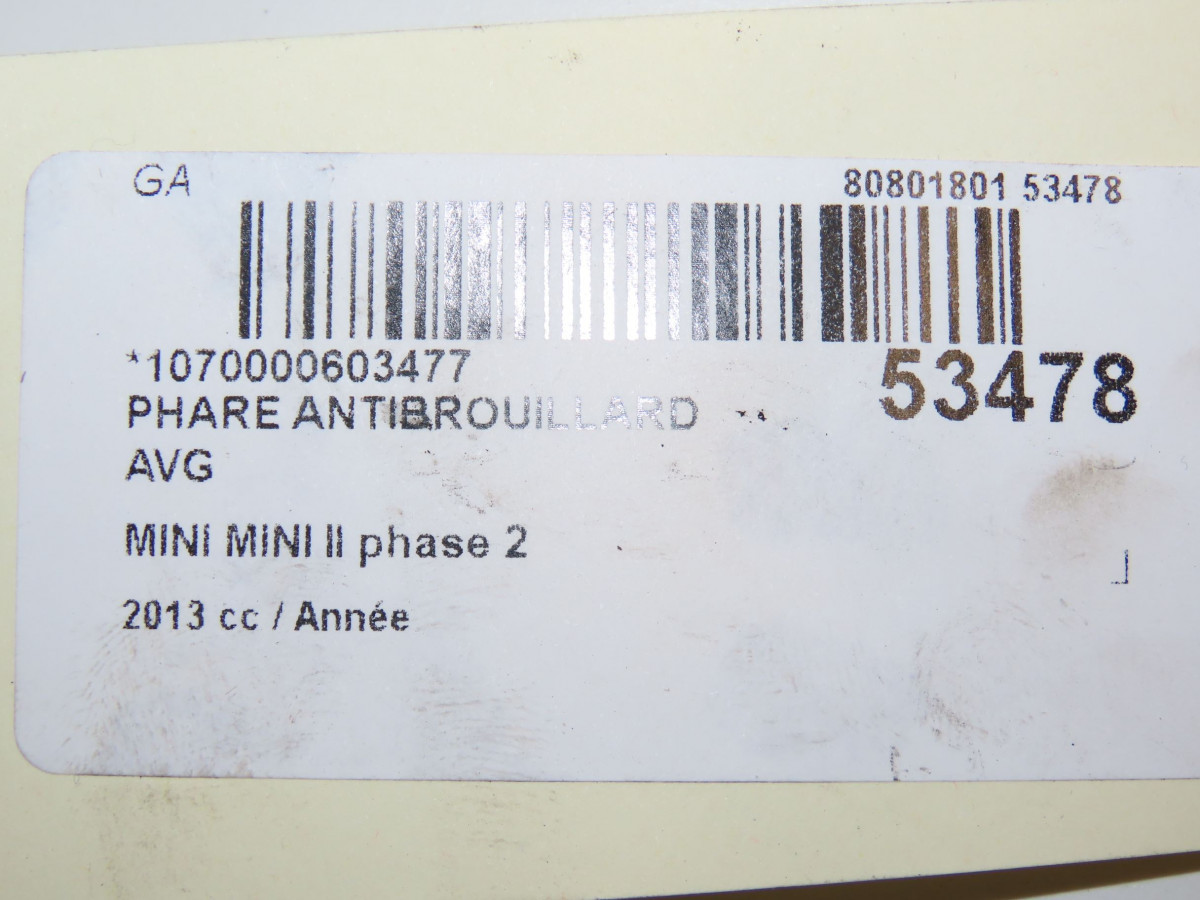 GA
80801801 53478
*1070000603477
53478
PHARE ANTIBROUILLARD
AVG
MINI MINI II phase 2
2013 cc / Année